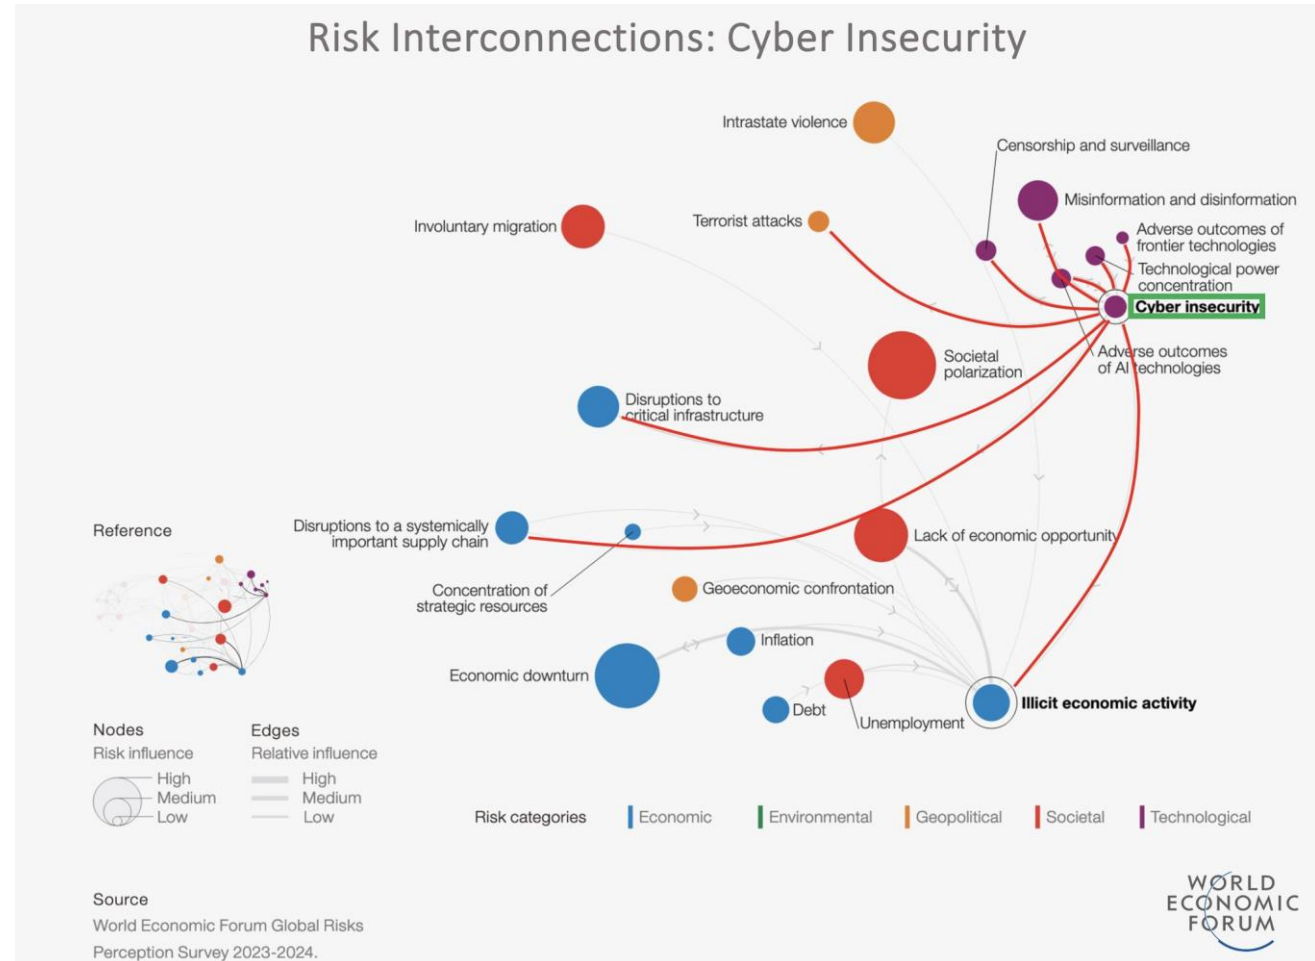 Risk Interconnections: Cyber Insecurity
Intrastate violence
Censorship and surveillance
Misinformation and disinformation
Involuntary migration
Terrorist attacks
Adverse outcomes of
frontier technologies
Technological power
concentration
Cyber insecurity
Adverse outcomes
of AI technologies
Societal
polarization
Disruptions to
critical infrastructure
Disruptions to a systemically
important supply chain
Lack of economic opportunity
Concentration of
strategic resources
Geoeconomic confrontation
Inflation
Economic downturn
Debt
Unemployment
Illicit economic activity
Reference
Nodes
Risk influence
High
Medium
Low
Edges
Relative influence
High
Medium
Low
Risk categories
Economic
Environmental
Geopolitical
Societal
Technological
Source
World Economic Forum Global Risks
Perception Survey 2023-2024.
WORLD
ECONOMIC
FORUM